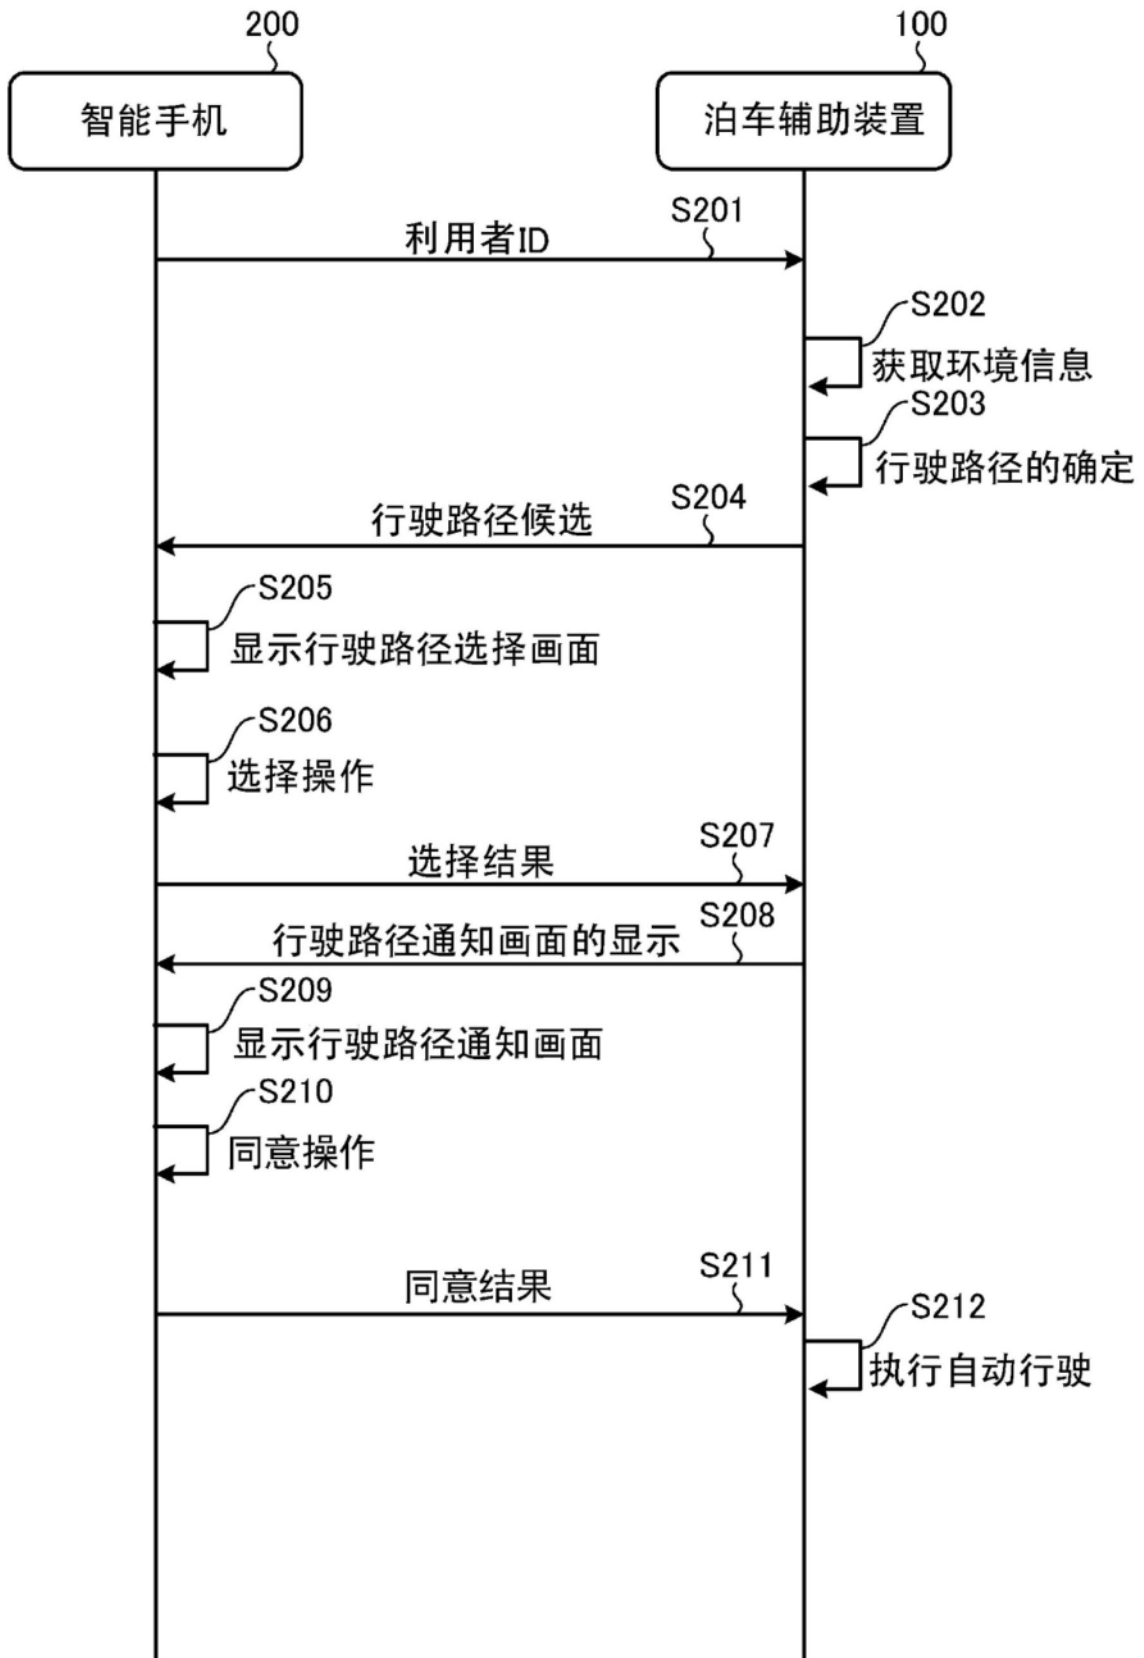 200
100
智能手机
泊车辅助装置
S201
利用者ID
S202
获取环境信息
S203
行驶路径的确定
S204
行驶路径候选
S205
显示行驶路径选择画面
S206
选择操作
S207
选择结果
S208
行驶路径通知画面的显示
S209
显示行驶路径通知画面
S210
同意操作
S211
同意结果
S212
执行自动行驶